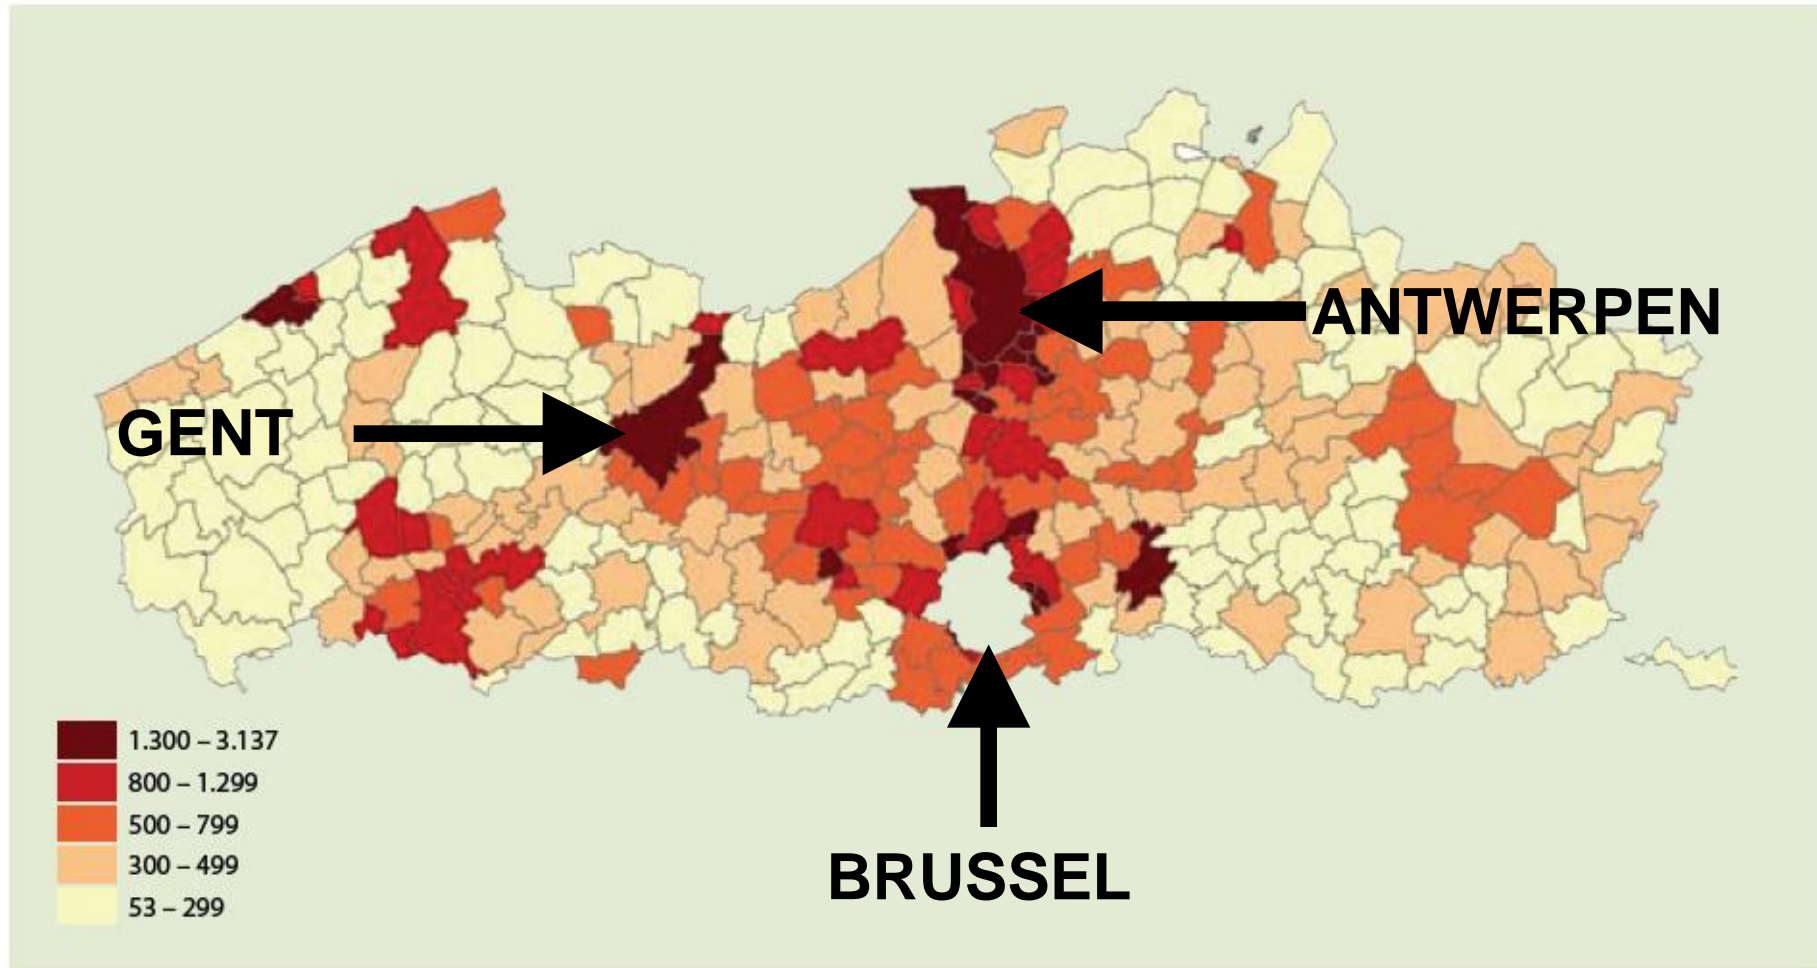 ANTWERPEN
GENT
BRUSSEL
1.300 – 3.137
800 – 1.299
500 – 799
300 – 499
53 – 299